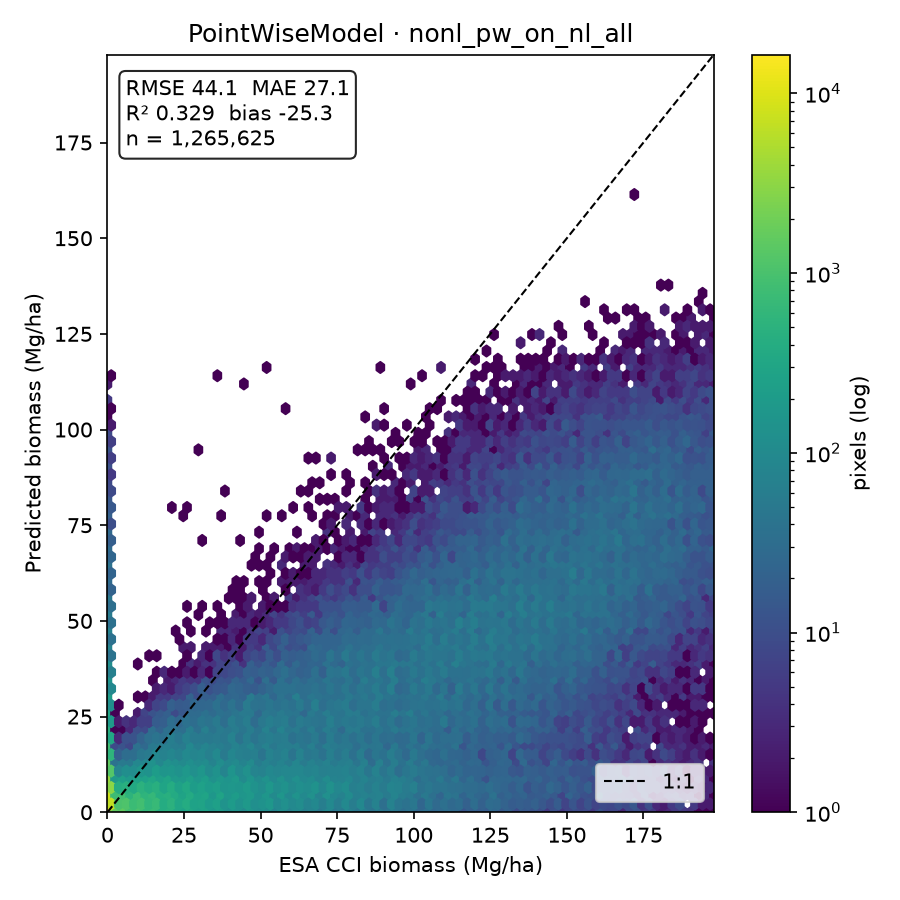 PointWiseModel · nonl_pw_on_nl_all
RMSE 44.1  MAE 27.1
R² 0.329  bias -25.3
n = 1,265,625
175
150
125
100
75
50
25
0
Predicted biomass (Mg/ha)
0 25 50 75 100 125 150 175
ESA CCI biomass (Mg/ha)
1:1
10⁴
10³
10²
10¹
10⁰
pixels (log)